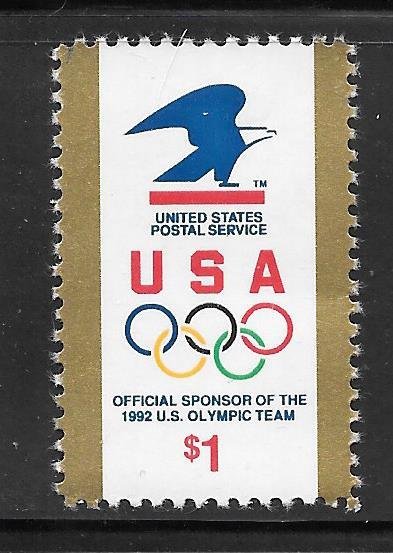 TM
UNITED STATES
POSTAL SERVICE
USA
OFFICIAL SPONSOR OF THE
1992 U.S. OLYMPIC TEAM
$1